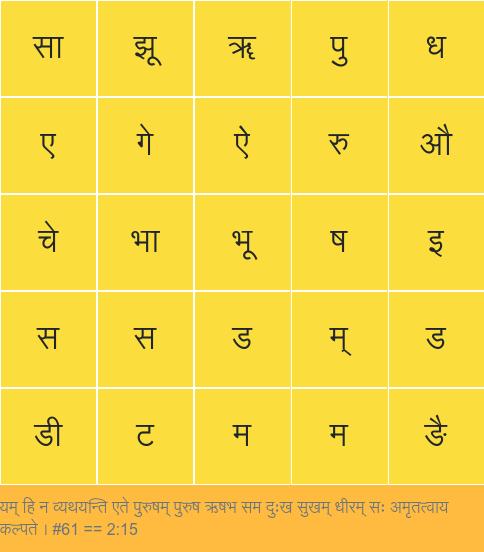 सा झू ॠ पु ध
ए गे ऐ रु औ
चे भा भू ष इ
स स ड म् ड
डी ट म म ङै
यम् हि न व्यथयन्ति एते पुरुषम् पुरुष ऋषभ सम दुःख सुखम् धीरम् सः अमृतत्वाय
कल्पते । #61 == 2:15